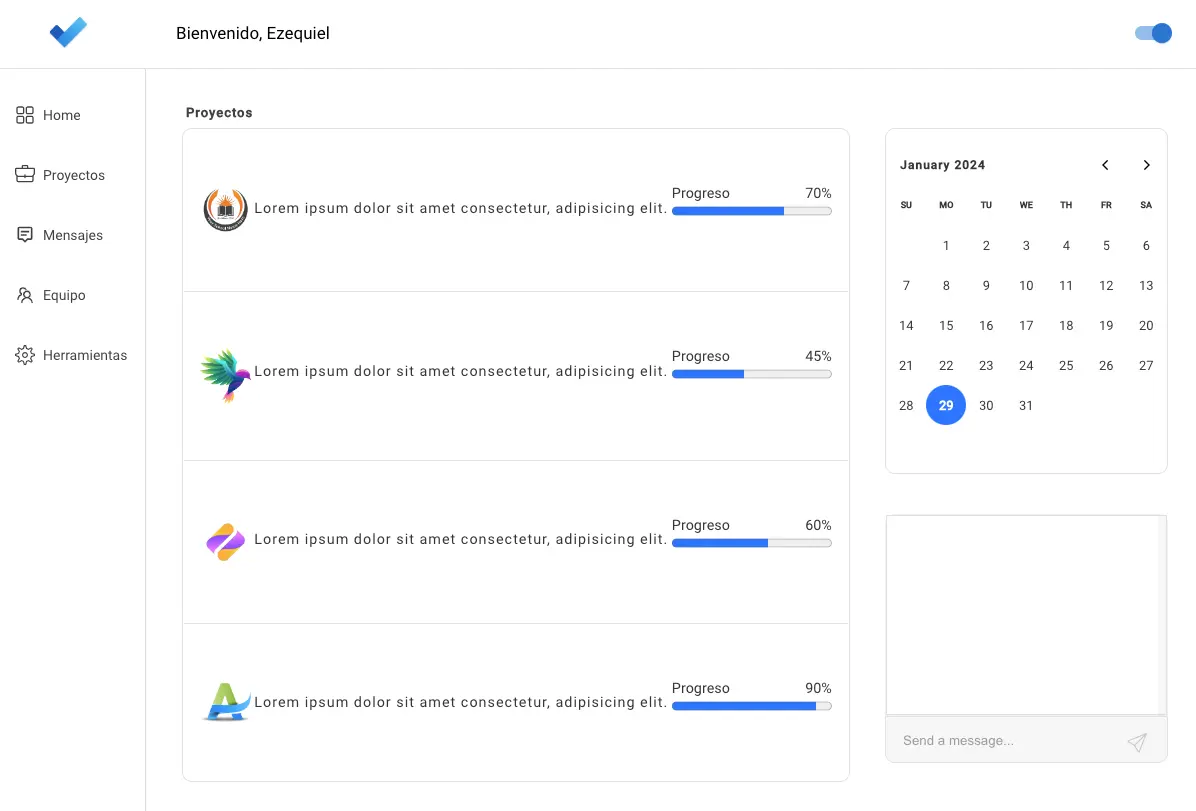 Bienvenido, Ezequiel
Home
Proyectos
Mensajes
Equipo
Herramientas
Proyectos
Lorem ipsum dolor sit amet consectetur, adipisicing elit.
Progreso 70%
Lorem ipsum dolor sit amet consectetur, adipisicing elit.
Progreso 45%
Lorem ipsum dolor sit amet consectetur, adipisicing elit.
Progreso 60%
Lorem ipsum dolor sit amet consectetur, adipisicing elit.
Progreso 90%
January 2024
SU MO TU WE TH FR SA
1 2 3 4 5 6
7 8 9 10 11 12 13
14 15 16 17 18 19 20
21 22 23 24 25 26 27
28 29 30 31
Send a message...